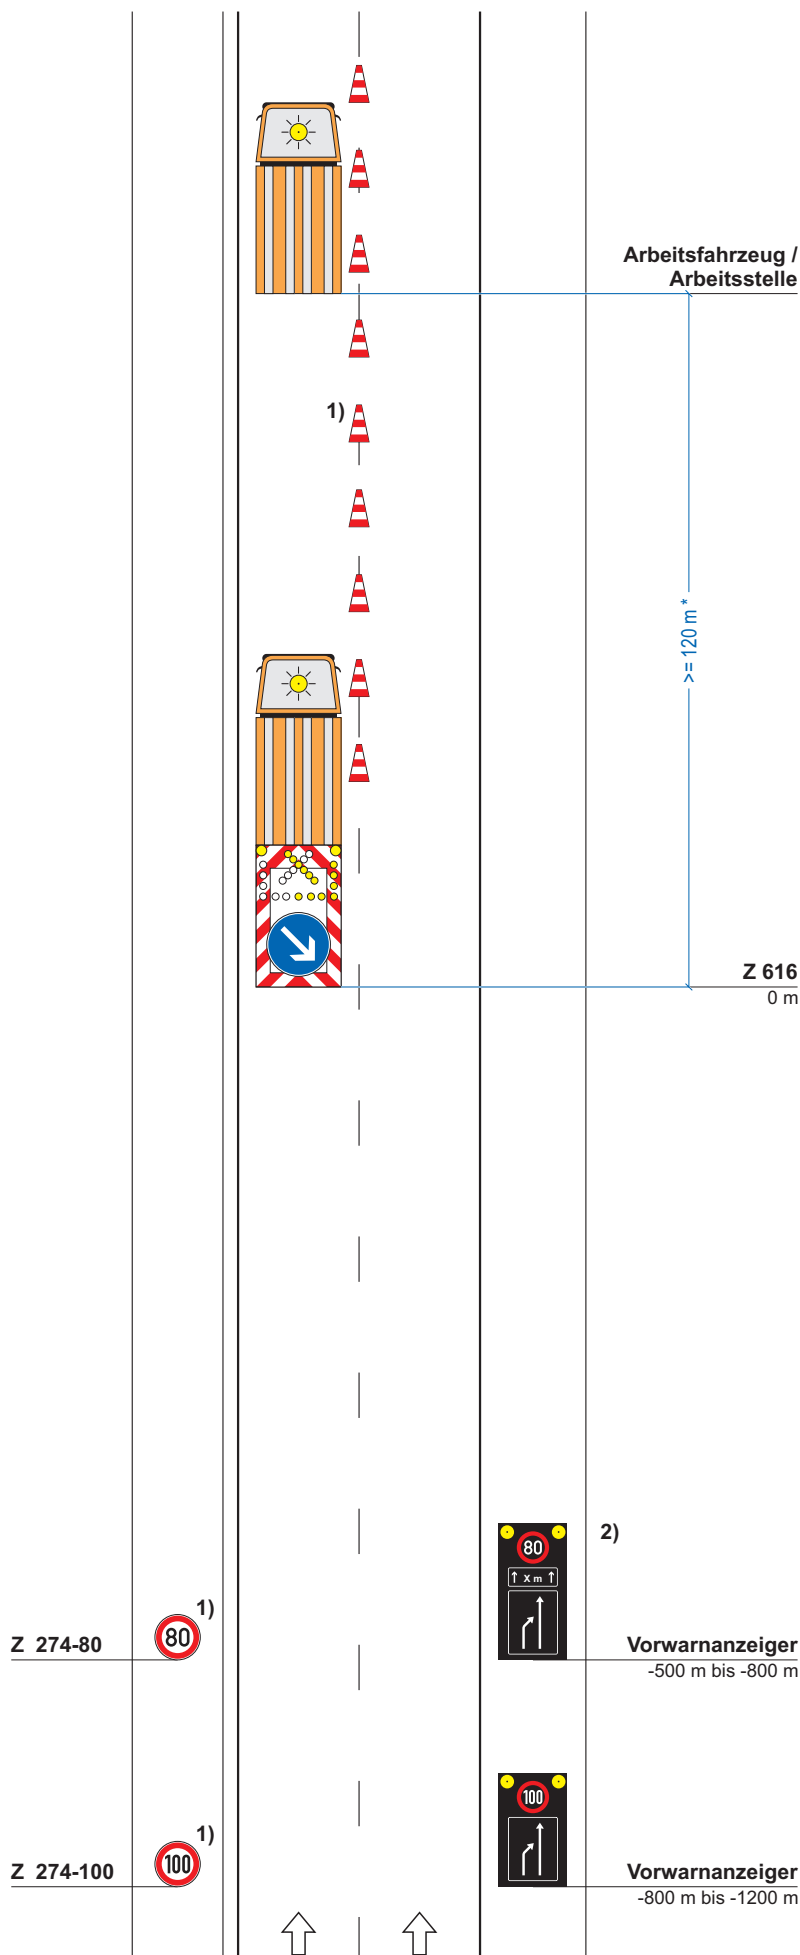 Arbeitsfahrzeug /
Arbeitsstelle
1)
>= 120 m *
Z 616
0 m
80
X m
2)
1)
80
Z 274-80
Vorwarnanzeiger
-500 m bis -800 m
100
1)
100
Z 274-100
Vorwarnanzeiger
-800 m bis -1200 m